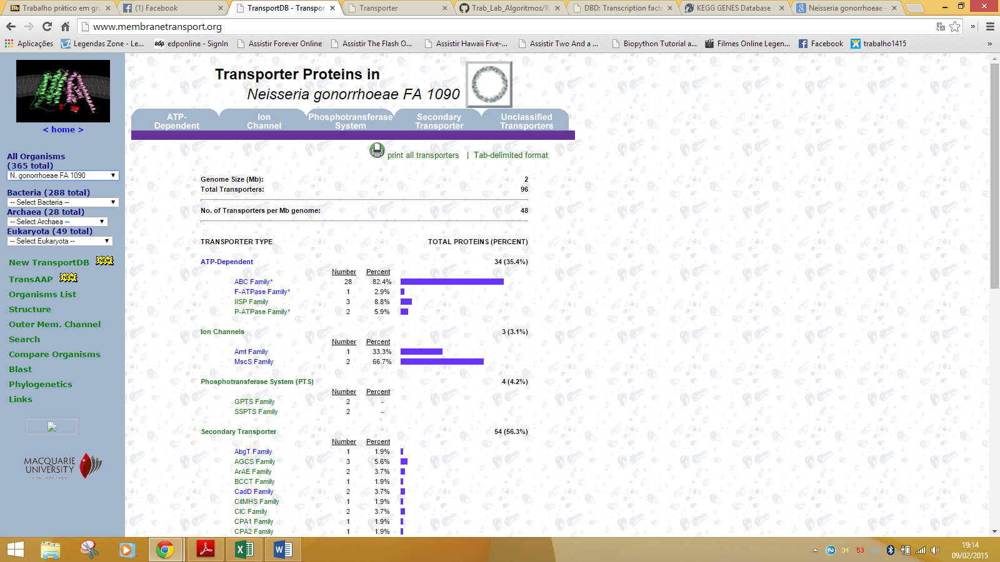 Trabalho prático em gru
(1) Facebook
TransportDB - Transpor
Transporter
Trab_Lab_Algoritmos/R
DBD: Transcription fact
KEGG GENES Database
Neisseria gonorrhoeae -
www.membranetransport.org
Aplicações
Legendas Zone - Le...
edp edponline - SignIn
Assistir Forever Online
Assistir The Flash O...
Assistir Hawaii Five-...
Assistir Two And a ...
Biopython Tutorial a...
Filmes Online Legen...
Facebook
trabalho1415
»
< home >
All Organisms
(365 total)
N. gonorrhoeae FA 1090
Bacteria (288 total)
-- Select Bacteria --
Archaea (28 total)
-- Select Archaea --
Eukaryota (49 total)
-- Select Eukaryota --
New TransportDB NEW
TransAAP NEW
Organisms List
Structure
Outer Mem. Channel
Search
Compare Organisms
Blast
Phylogenetics
Links
MACQUARIE
UNIVERSITY
Transporter Proteins in
Neisseria gonorrhoeae FA 1090
ATP-
Dependent
Ion
Channel
Phosphotransferase
System
Secondary
Transporter
Unclassified
Transporters
print all transporters | Tab-delimited format
Genome Size (Mb): 2
Total Transporters: 96
No. of Transporters per Mb genome: 48
TRANSPORTER TYPE TOTAL PROTEINS (PERCENT)
ATP-Dependent 34 (35.4%)
Number Percent
ABC Family* 28 82.4%
F-ATPase Family* 1 2.9%
IISP Family 3 8.8%
P-ATPase Family* 2 5.9%
Ion Channels 3 (3.1%)
Number Percent
Amt Family 1 33.3%
MscS Family 2 66.7%
Phosphotransferase System (PTS) 4 (4.2%)
Number Percent
GPTS Family 2 -
SSPTS Family 2 -
Secondary Transporter 54 (56.3%)
Number Percent
AbgT Family 1 1.9%
AGCS Family 3 5.6%
ArAE Family 2 3.7%
BCCT Family 1 1.9%
CadD Family 2 3.7%
CitMHS Family 1 1.9%
ClC Family 2 3.7%
CPA1 Family 1 1.9%
CPA2 Family 1 1.9%
34 53
19:14
09/02/2015